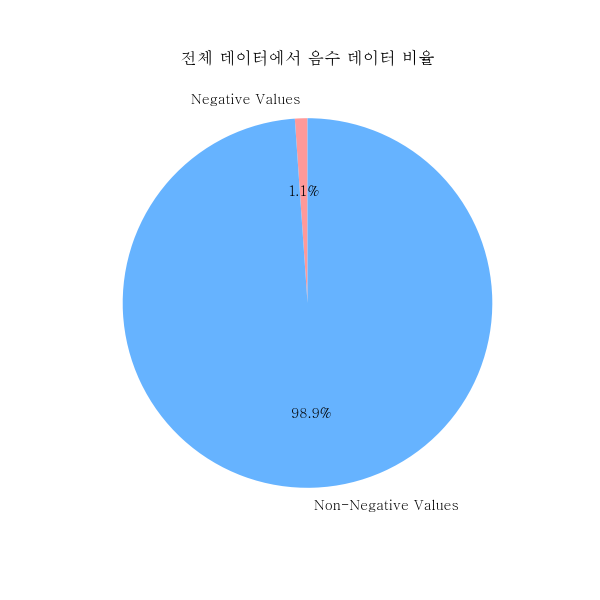 전체 데이터에서 음수 데이터 비율
Negative Values
1.1%
98.9%
Non-Negative Values